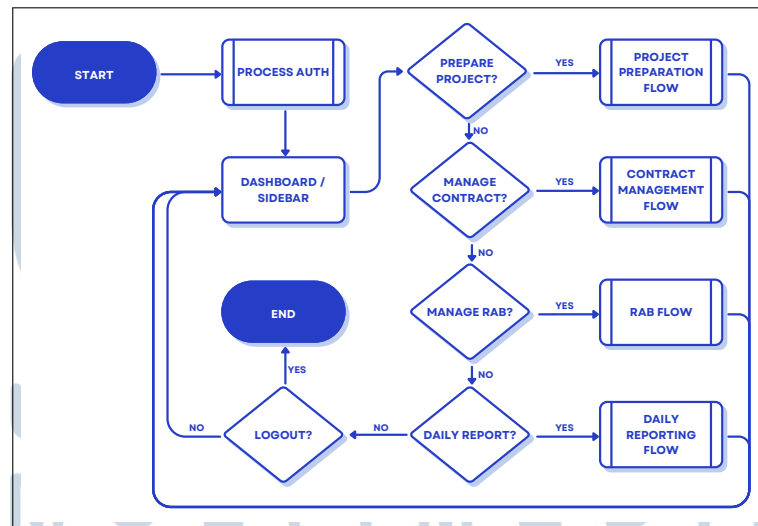 START
PROCESS AUTH
PREPARE
PROJECT?
YES
PROJECT
PREPARATION
FLOW
NO
DASHBOARD /
SIDEBAR
MANAGE
CONTRACT?
YES
CONTRACT
MANAGEMENT
FLOW
NO
END
MANAGE RAB?
YES
RAB FLOW
YES
NO
NO
LOGOUT?
NO
DAILY REPORT?
YES
DAILY
REPORTING
FLOW